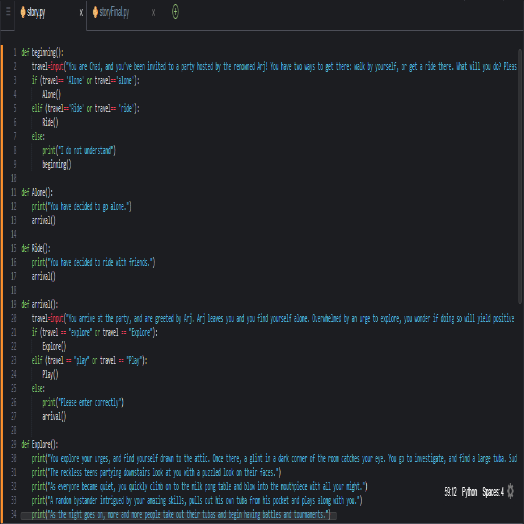 story.py x storyFinal.py x
1 def beginning():
2 travel=input("You are Chad, and you've been invited to a party hosted by the renowned Arj! You have two ways to get there: walk by yourself, or get a ride there. What will you do? Pleas
3 if (travel== 'Alone' or travel=='alone'):
4 Alone()
5 elif (travel=='Ride' or travel== 'ride'):
6 Ride()
7 else:
8 print("I do not understand")
9 beginning()
10
11 def Alone():
12 print("You have decided to go alone.")
13 arrival()
14
15 def Ride():
16 print("You have decided to ride with friends.")
17 arrival()
18
19 def arrival():
20 travel=input("You arrive at the party, and are greeted by Arj. Arj leaves you and you find yourself alone. Overwhelmed by an urge to explore, you wonder if doing so will yield positive
21 if (travel == "explore" or travel == "Explore"):
22 Explore()
23 elif (travel == "play" or travel == "Play"):
24 Play()
25 else:
26 print("Please enter correctly")
27 arrival()
28
29 def Explore():
30 print("You explore your urges, and find yourself drawn to the attic. Once there, a glint in a dark corner of the room catches your eye. You go to investigate, and find a large tuba. Sud
31 print("The reckless teens partying downstairs look at you with a puzzled look on their faces.")
32 print("As everyone became quiet, you quickly climb on to the milk pong table and blow into the mouthpiece with all your might.")
33 print("A random bystander intrigued by your amazing skills, pulls out his own tuba from his pocket and plays along with you.")
34 print("As the night goes on, more and more people take out their tubas and begin having battles and tournaments.")
59:12 Python Spaces: 4